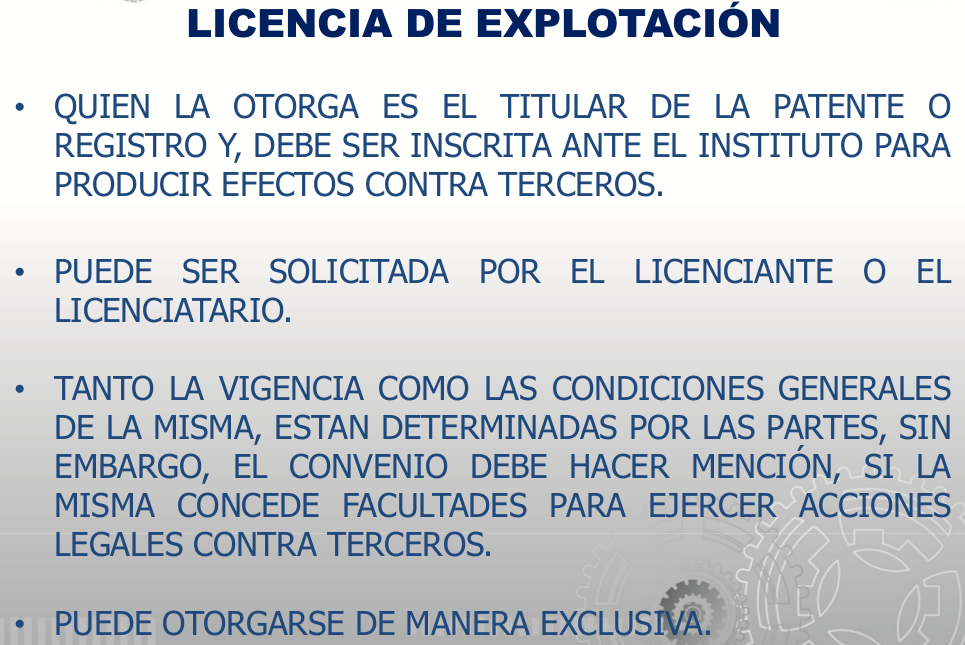 LICENCIA DE EXPLOTACIÓN
• QUIEN LA OTORGA ES EL TITULAR DE LA PATENTE O
REGISTRO Y, DEBE SER INSCRITA ANTE EL INSTITUTO PARA
PRODUCIR EFECTOS CONTRA TERCEROS.
• PUEDE SER SOLICITADA POR EL LICENCIANTE O EL
LICENCIATARIO.
• TANTO LA VIGENCIA COMO LAS CONDICIONES GENERALES
DE LA MISMA, ESTAN DETERMINADAS POR LAS PARTES, SIN
EMBARGO, EL CONVENIO DEBE HACER MENCIÓN, SI LA
MISMA CONCEDE FACULTADES PARA EJERCER ACCIONES
LEGALES CONTRA TERCEROS.
• PUEDE OTORGARSE DE MANERA EXCLUSIVA.